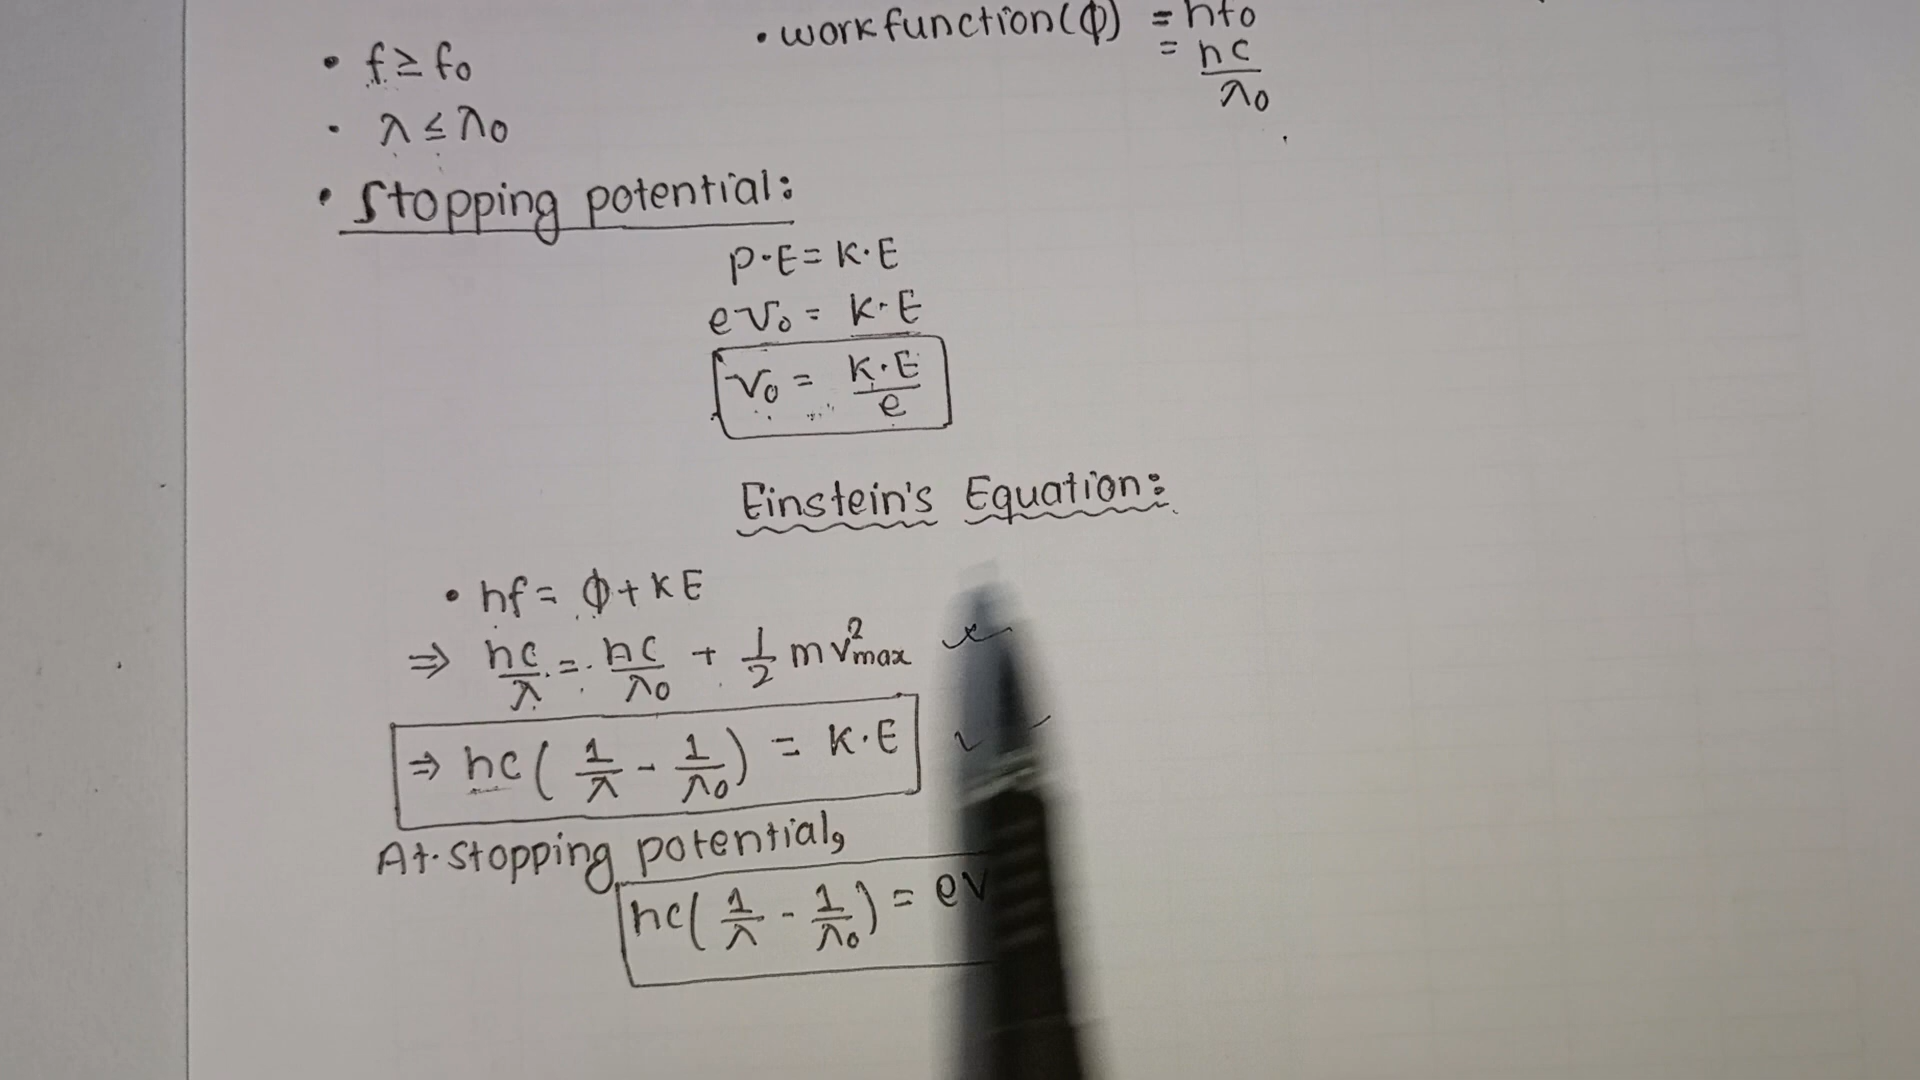 • workfunction(ϕ) = hf₀
= hc/λ₀
• f ≥ f₀
• λ ≤ λ₀
• Stopping potential:
P.E = K.E
eV₀ = K.E
V₀ = K.E/e
Einstein's Equation:
• hf = ϕ + KE
⇒ hc/λ = hc/λ₀ + 1/2 mv²max
⇒ hc(1/λ - 1/λ₀) = K.E
At stopping potential,
hc(1/λ - 1/λ₀) = eV